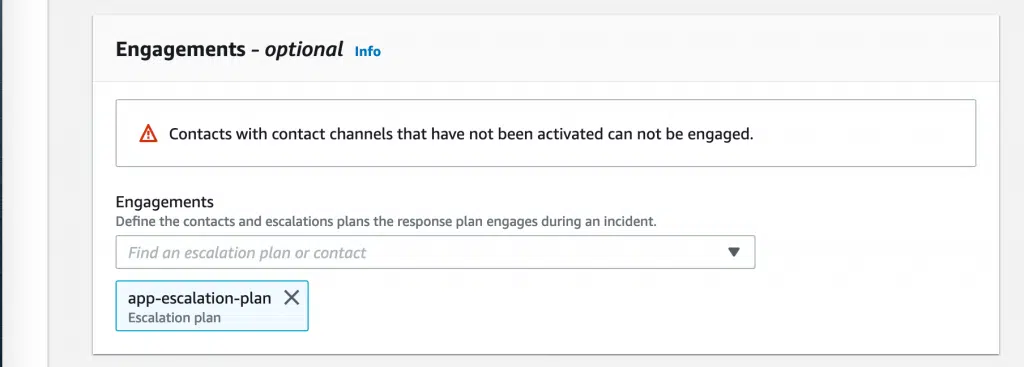 Engagements - optional Info
Contacts with contact channels that have not been activated can not be engaged.
Engagements
Define the contacts and escalations plans the response plan engages during an incident.
Find an escalation plan or contact
app-escalation-plan
Escalation plan